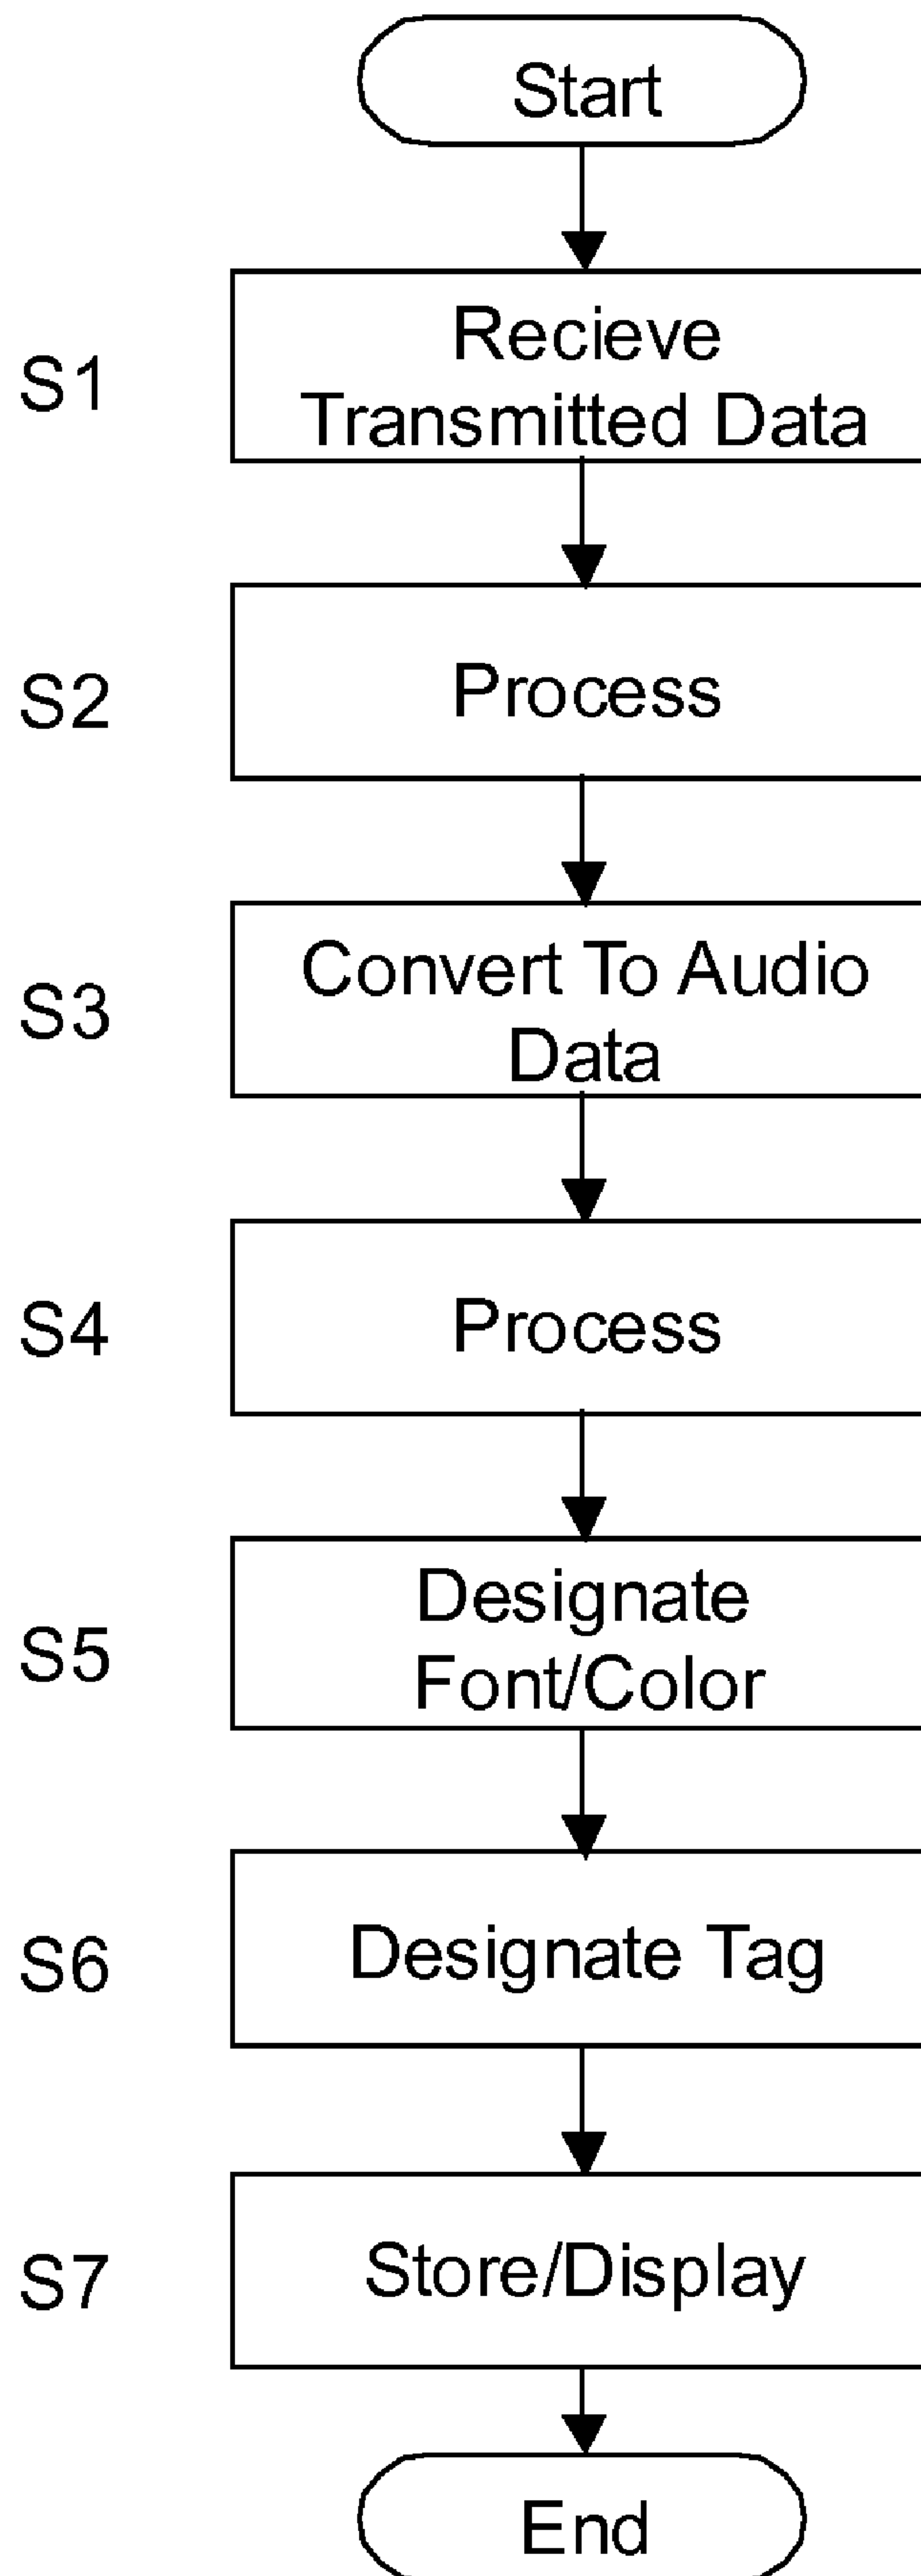 Start
S1
Recieve
Transmitted Data
S2
Process
S3
Convert To Audio
Data
S4
Process
S5
Designate
Font/Color
S6
Designate Tag
S7
Store/Display
End